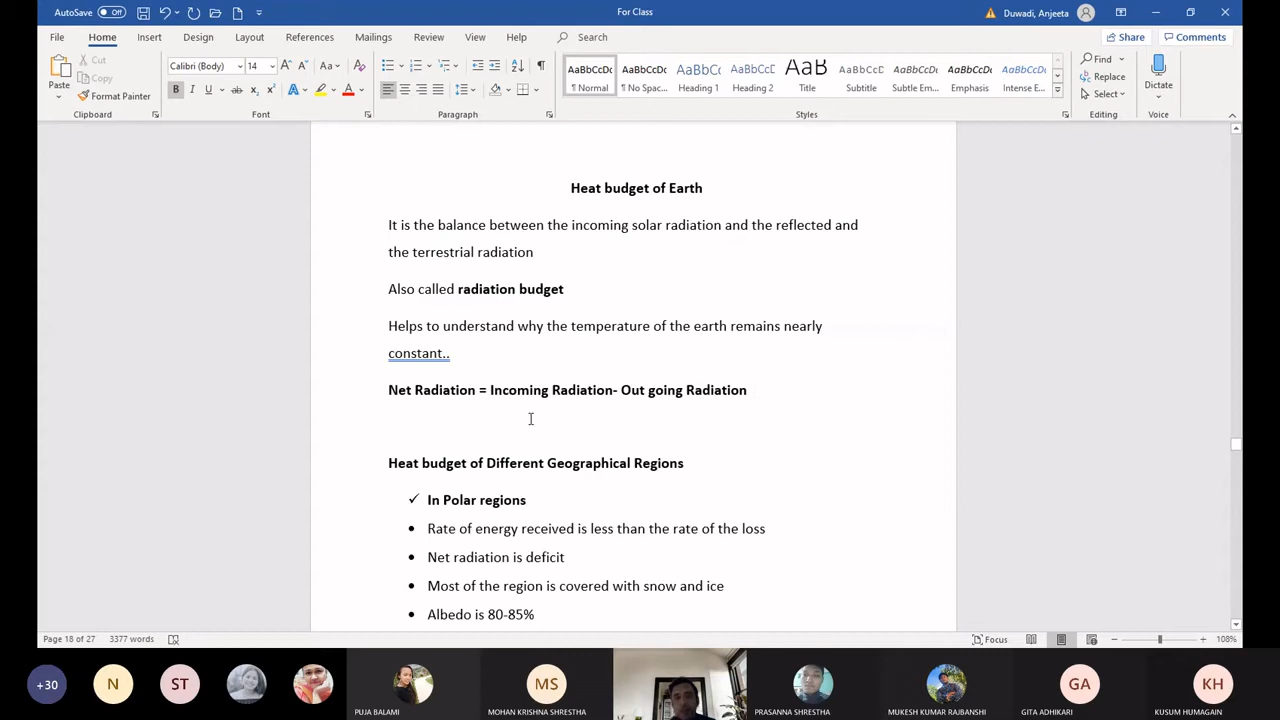 AutoSave Off
For Class
Duwadi, Anjeeta
File Home Insert Design Layout References Mailings Review View Help Search
Share Comments
Paste
Cut
Copy
Format Painter
Calibri (Body) 14
AaBbCcDc AaBbCcDc AaBbCc AaBbCcD AaB AaBbCcD AaBbCcDc AaBbCcDc AaBbCcDc
¶ Normal ¶ No Spac... Heading 1 Heading 2 Title Subtitle Subtle Em... Emphasis Intense E...
Find
Replace
Select
Dictate
Clipboard Font Paragraph Styles Editing Voice
Heat budget of Earth
It is the balance between the incoming solar radiation and the reflected and
the terrestrial radiation
Also called radiation budget
Helps to understand why the temperature of the earth remains nearly
constant..
Net Radiation = Incoming Radiation- Out going Radiation
Heat budget of Different Geographical Regions
✓ In Polar regions
• Rate of energy received is less than the rate of the loss
• Net radiation is deficit
• Most of the region is covered with snow and ice
• Albedo is 80-85%
Page 18 of 27 3377 words
Focus
108%
+30 N ST MS GA KH
PUJA BALAMI MOHAN KRISHNA SHRESTHA PRASANNA SHRESTHA MUKESH KUMAR RAJBANSHI GITA ADHIKARI KUSUM HUMAGAIN